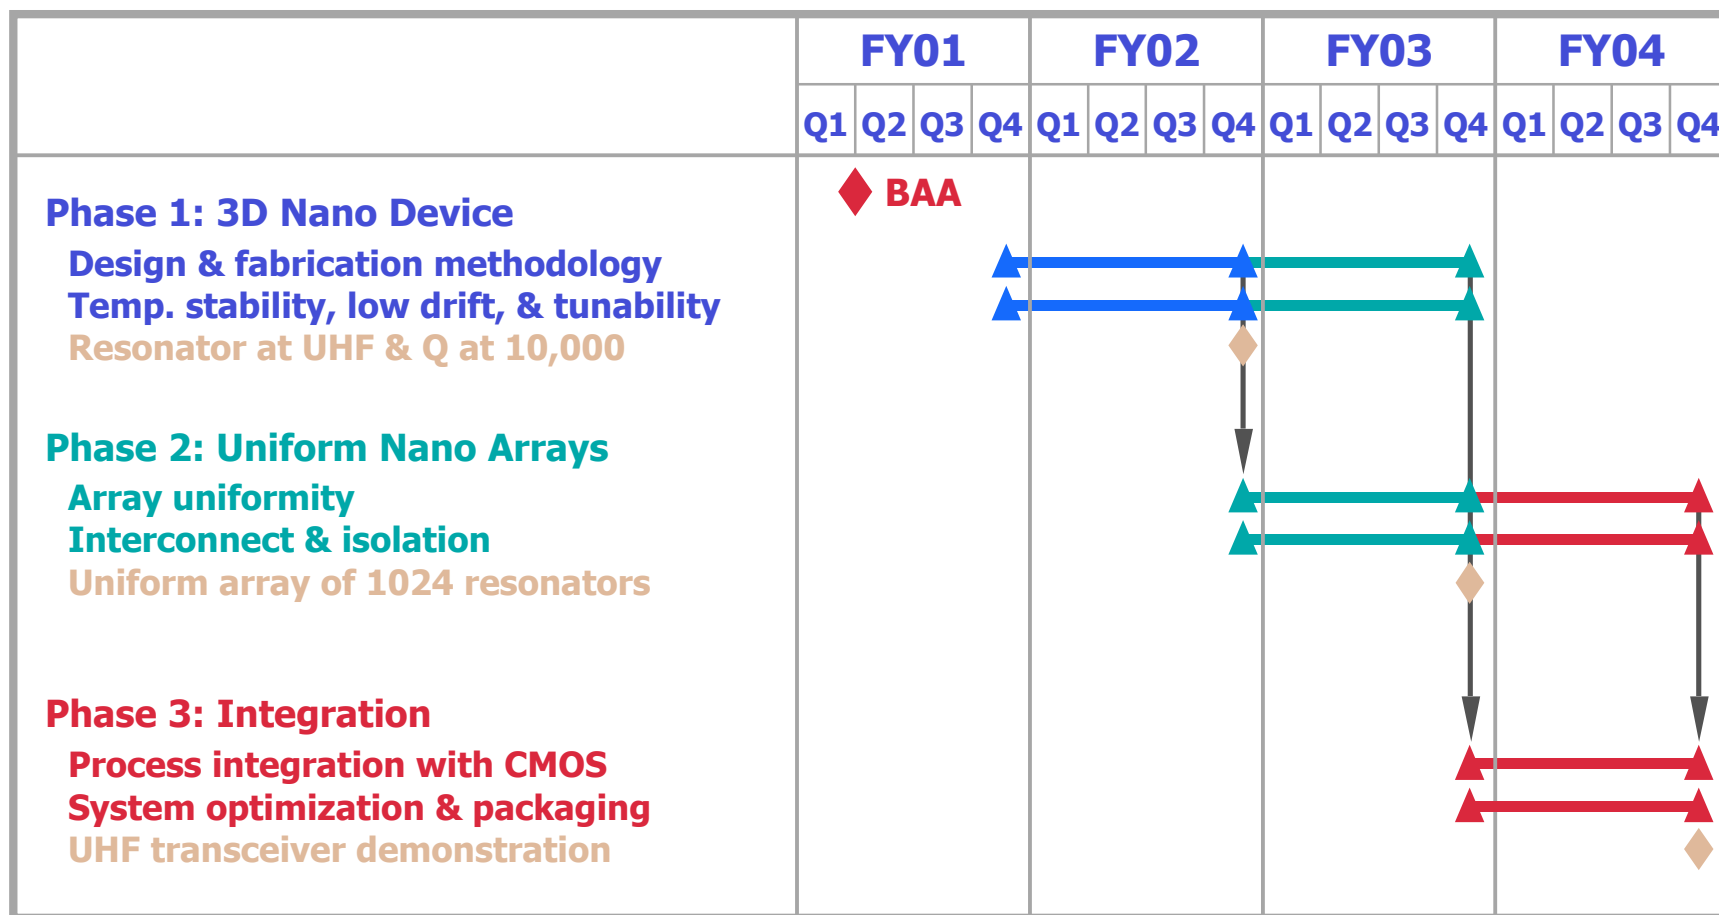 FY01 FY02 FY03 FY04
Q1 Q2 Q3 Q4 Q1 Q2 Q3 Q4 Q1 Q2 Q3 Q4 Q1 Q2 Q3 Q4
BAA
Phase 1: 3D Nano Device
Design & fabrication methodology
Temp. stability, low drift, & tunability
Resonator at UHF & Q at 10,000
Phase 2: Uniform Nano Arrays
Array uniformity
Interconnect & isolation
Uniform array of 1024 resonators
Phase 3: Integration
Process integration with CMOS
System optimization & packaging
UHF transceiver demonstration